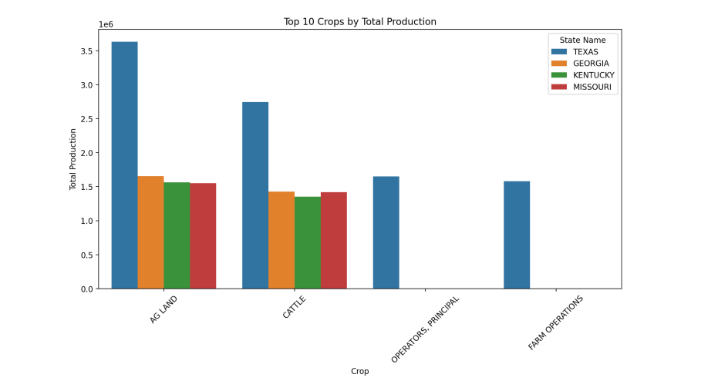 Top 10 Crops by Total Production
1e6
State Name
TEXAS
GEORGIA
KENTUCKY
MISSOURI
3.5
3.0
2.5
2.0
1.5
1.0
0.5
0.0
Total Production
AG LAND
CATTLE
OPERATORS, PRINCIPAL
FARM OPERATIONS
Crop